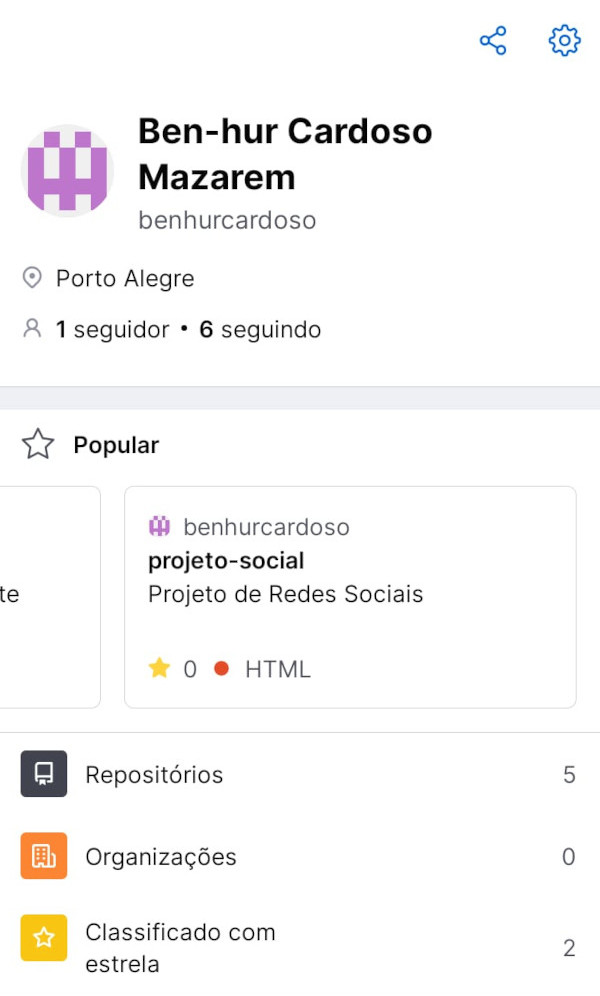 Ben-hur Cardoso
Mazarem
benhurcardoso
Porto Alegre
1 seguidor • 6 seguindo
Popular
te
benhurcardoso
projeto-social
Projeto de Redes Sociais
0 HTML
Repositórios 5
Organizações 0
Classificado com
estrela 2